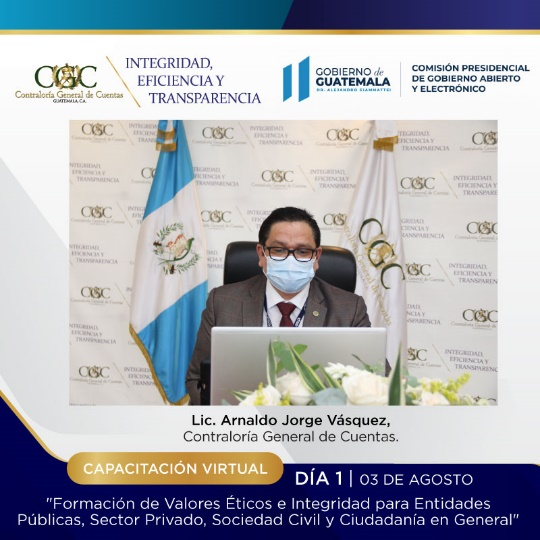 CGC
Contraloría General de Cuentas
GUATEMALA, C.A.
INTEGRIDAD,
EFICIENCIA Y
TRANSPARENCIA
GOBIERNO de
GUATEMALA
DR. ALEJANDRO GIAMMATTEI
COMISIÓN PRESIDENCIAL
DE GOBIERNO ABIERTO
Y ELECTRÓNICO
Lic. Arnaldo Jorge Vásquez,
Contraloría General de Cuentas.
CAPACITACIÓN VIRTUAL
DÍA 1 | 03 DE AGOSTO
"Formación de Valores Éticos e Integridad para Entidades
Públicas, Sector Privado, Sociedad Civil y Ciudadanía en General"